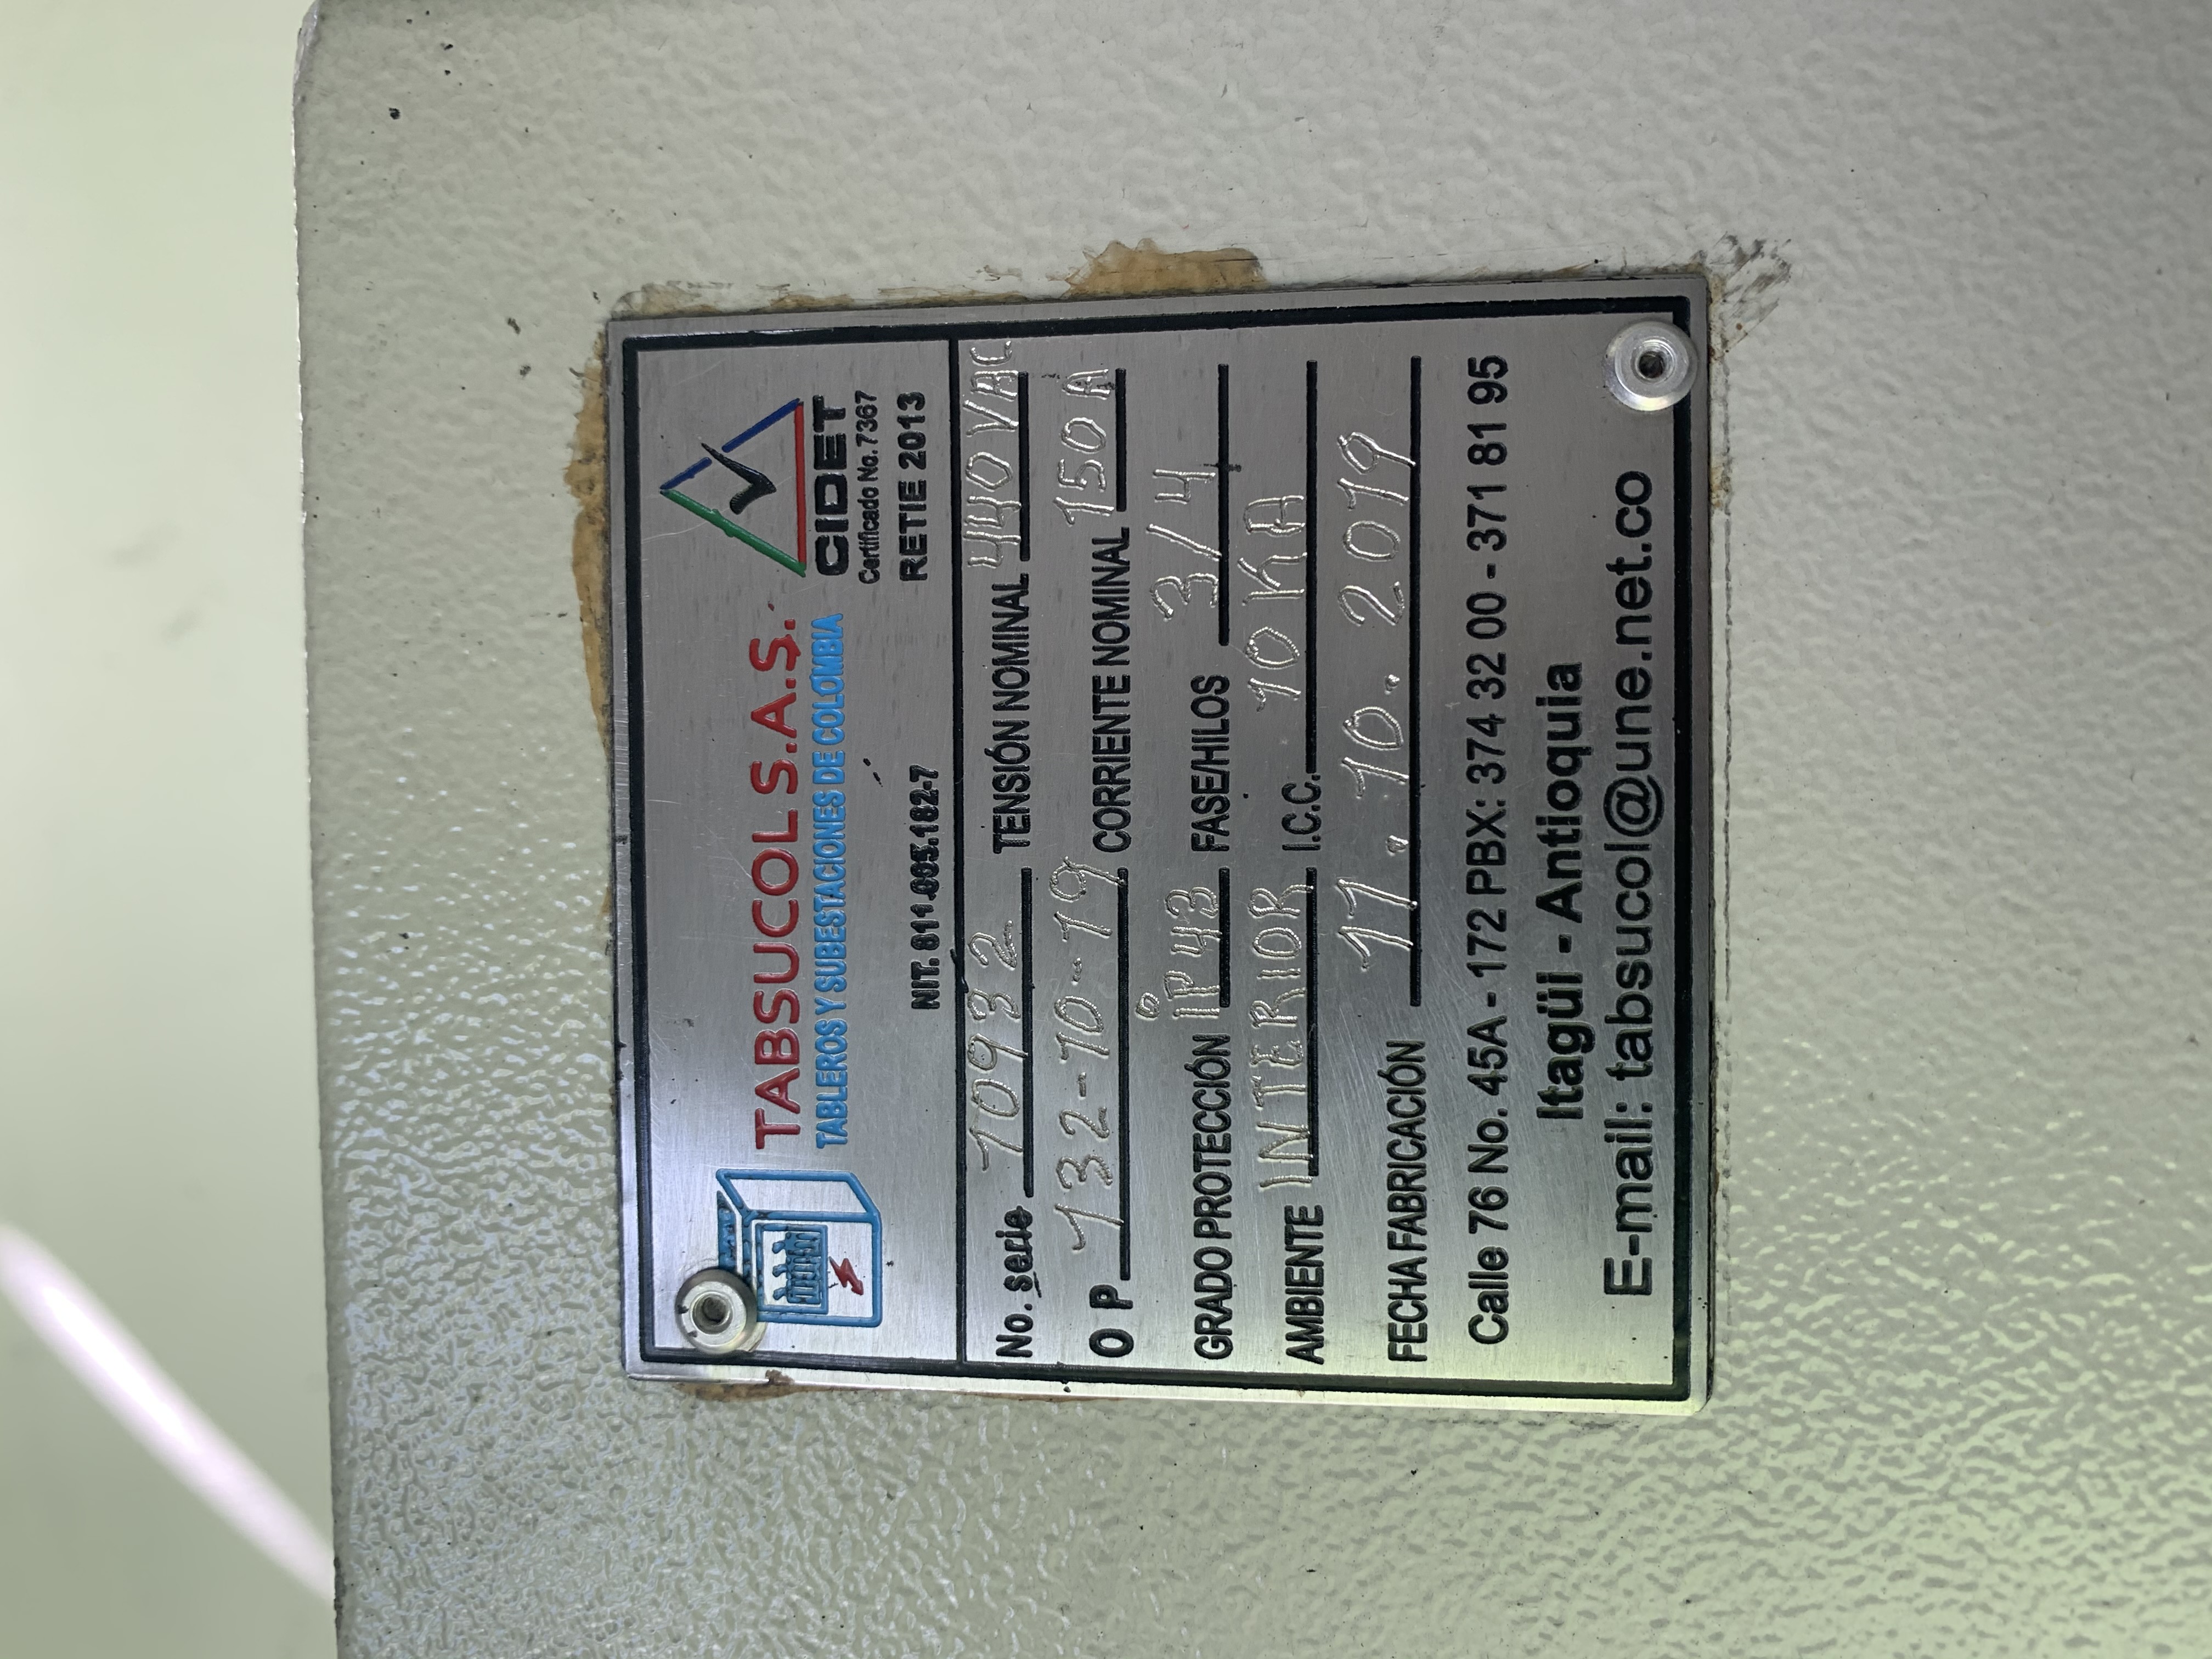 TABSUCOL S.A.S.
TABLEROS Y SUBESTACIONES DE COLOMBIA
CIDET
Certificado No. 7367
NIT. 811.005.182-7
RETIE 2013
No. serie 10932 TENSIÓN NOMINAL 440 VAC
O P 132-10-19 CORRIENTE NOMINAL 150 A
GRADO PROTECCIÓN iP43 FASE/HILOS 3/4
AMBIENTE INTERIOR I.C.C. 10 KA
FECHA FABRICACIÓN 11.10.2019
Calle 76 No. 45A - 172 PBX: 374 32 00 - 371 81 95
Itagüi - Antioquia
E-mail: tabsucol@une.net.co